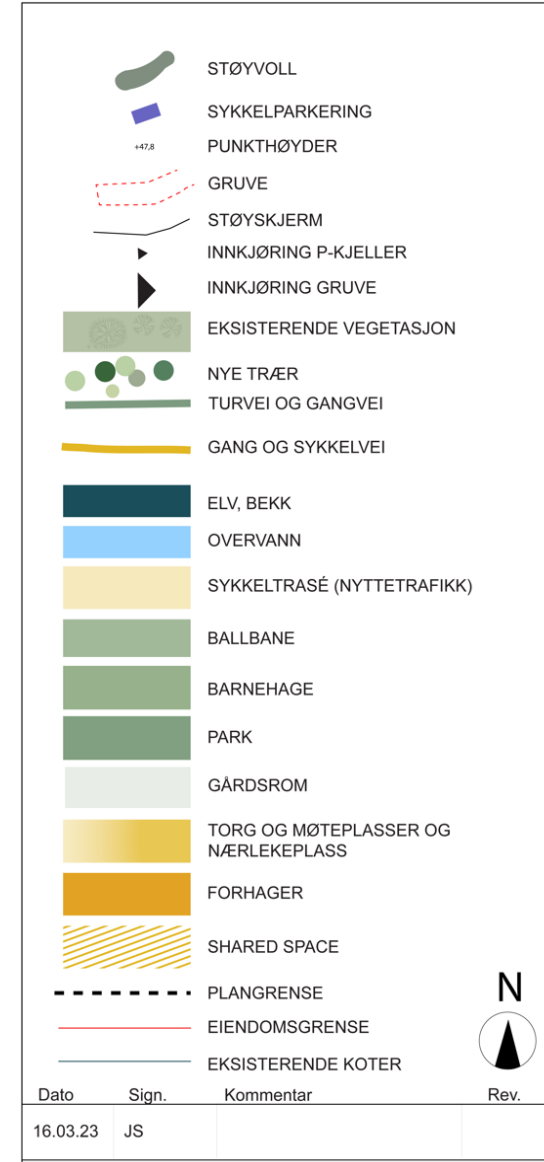 STØYVOLL
SYKKELPARKERING
+47,8 PUNKTHØYDER
GRUVE
STØYSKJERM
INNKJØRING P-KJELLER
INNKJØRING GRUVE
EKSISTERENDE VEGETASJON
NYE TRÆR
TURVEI OG GANGVEI
GANG OG SYKKELVEI
ELV, BEKK
OVERVANN
SYKKELTRASÉ (NYTTETRAFIKK)
BALLBANE
BARNEHAGE
PARK
GÅRDSROM
TORG OG MØTEPLASSER OG
NÆRLEKEPLASS
FORHAGER
SHARED SPACE
PLANGRENSE
N
EIENDOMSGRENSE
EKSISTERENDE KOTER
Dato Sign. Kommentar Rev.
16.03.23 JS